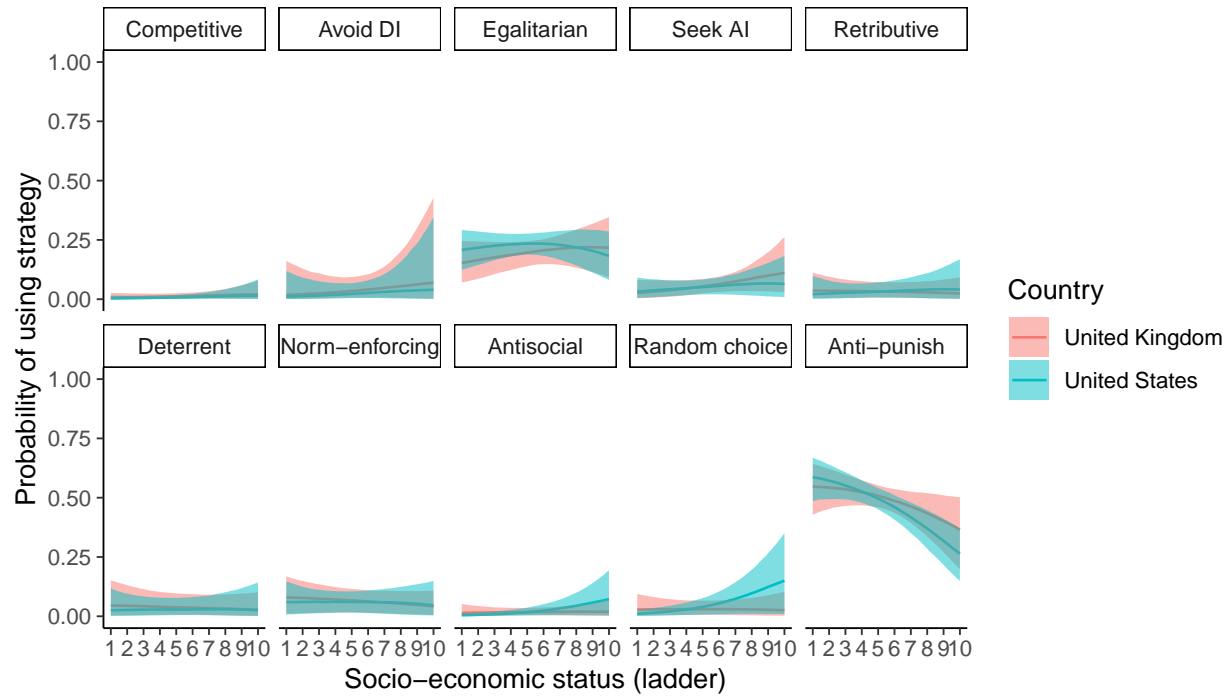 Competitive Avoid DI Egalitarian Seek AI Retributive
1.00
0.75
0.50
0.25
0.00
Deterrent Norm−enforcing Antisocial Random choice Anti−punish
1.00
0.75
0.50
0.25
0.00
1 2 3 4 5 6 7 8 9 10 1 2 3 4 5 6 7 8 9 10 1 2 3 4 5 6 7 8 9 10 1 2 3 4 5 6 7 8 9 10 1 2 3 4 5 6 7 8 9 10
Socio−economic status (ladder)
Probability of using strategy
Country
United Kingdom
United States